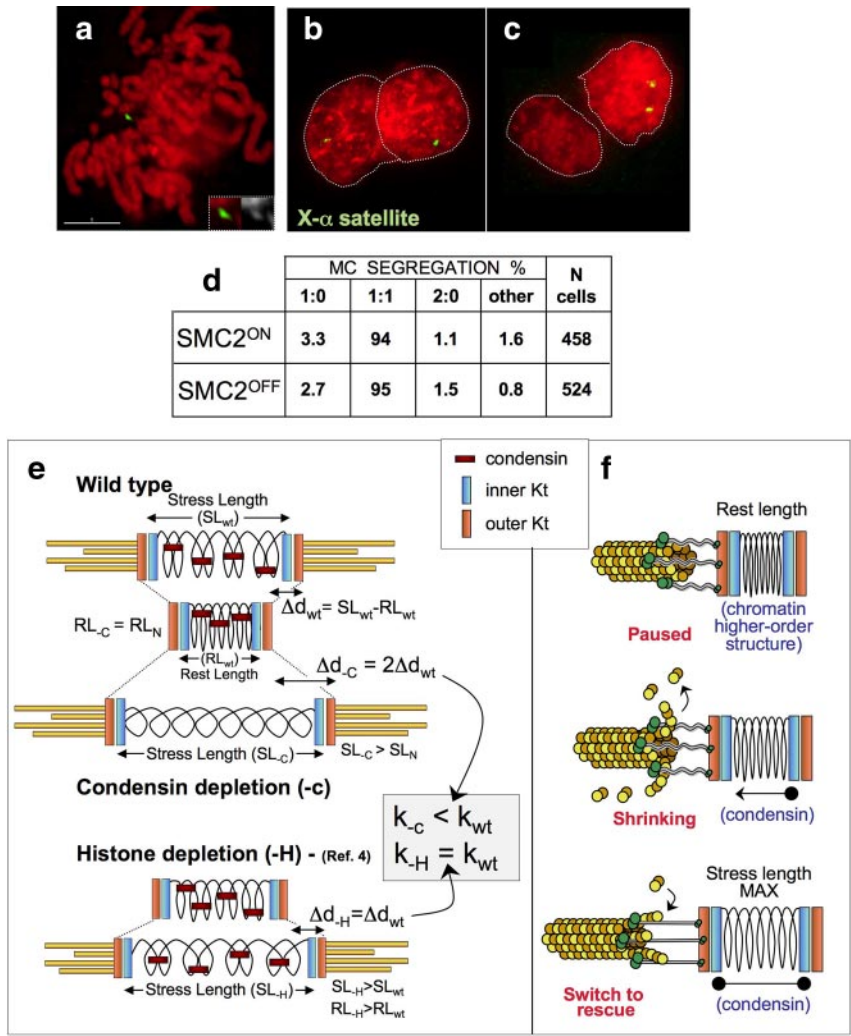 a
b
c
X-α satellite
d
MC SEGREGATION %
N cells
1:0
1:1
2:0
other
SMC2ON
3.3
94
1.1
1.6
458
SMC2OFF
2.7
95
1.5
0.8
524
e
condensin
inner Kt
outer Kt
Wild type
Stress Length
(SLwt)
Δdwt= SLwt-RLwt
RL-C = RLN
(RLwt)
Rest Length
Δd-C = 2Δdwt
Stress Length (SL-C)
SL-C > SLN
Condensin depletion (-c)
k-c < kwt
k-H = kwt
Histone depletion (-H) - (Ref. 4)
Δd-H=Δdwt
Stress Length (SL-H)
SL-H>SLwt
RL-H>RLwt
f
Rest length
Paused
(chromatin
higher-order
structure)
Shrinking
(condensin)
Stress length
MAX
Switch to
rescue
(condensin)